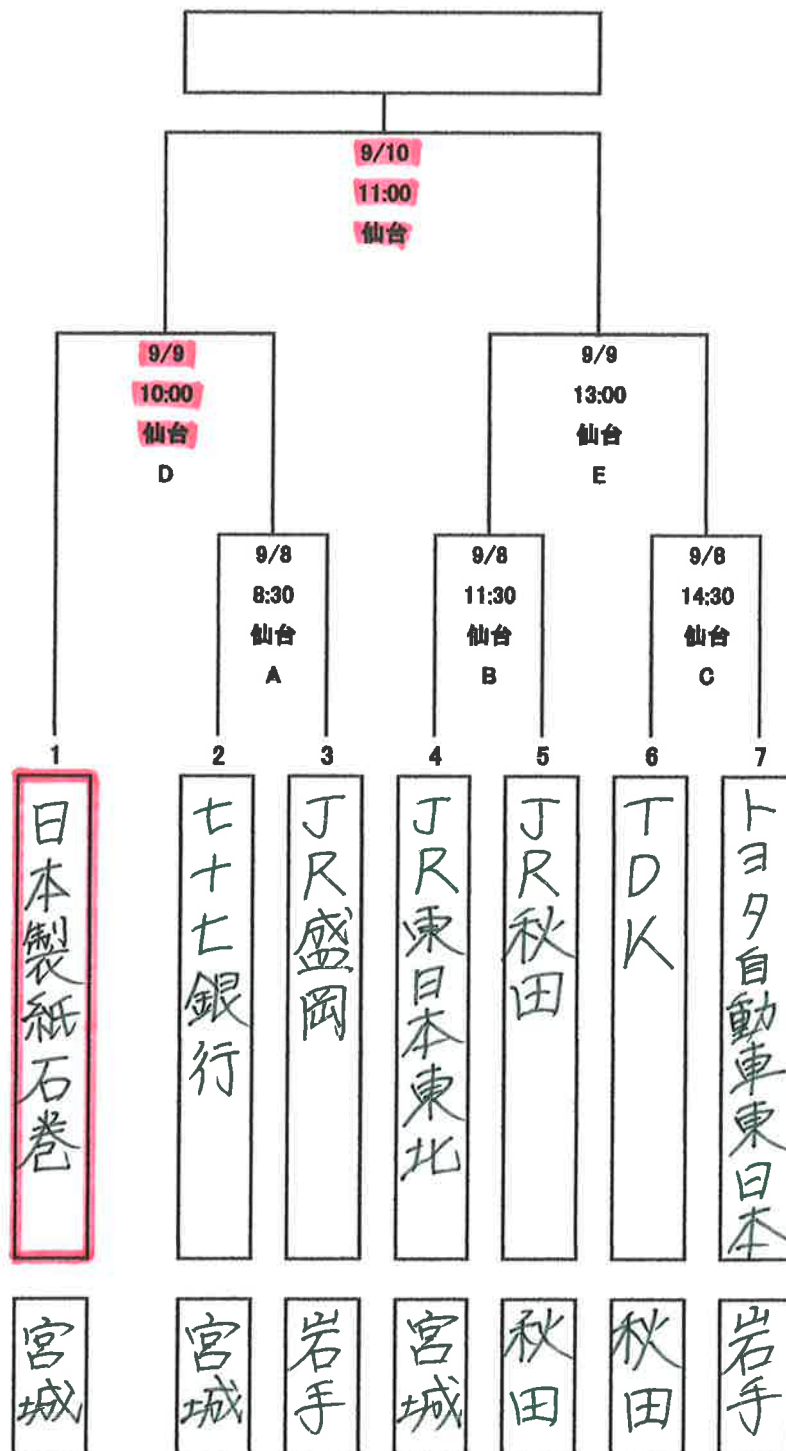 9/10
11:00
仙台
9/9
10:00
仙台
D
9/9
13:00
仙台
E
9/8
8:30
仙台
A
9/8
11:30
仙台
B
9/8
14:30
仙台
C
1
2
3
4
5
6
7
日本製紙石巻
七十七銀行
JR盛岡
JR東日本東北
JR秋田
TDK
トヨタ自動車東日本
宮城
宮城
岩手
宮城
秋田
秋田
岩手